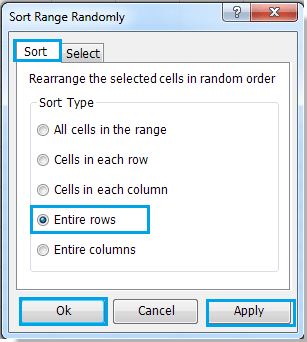 Sort Range Randomly
Sort Select
Rearrange the selected cells in random order
Sort Type
All cells in the range
Cells in each row
Cells in each column
Entire rows
Entire columns
Ok Cancel Apply